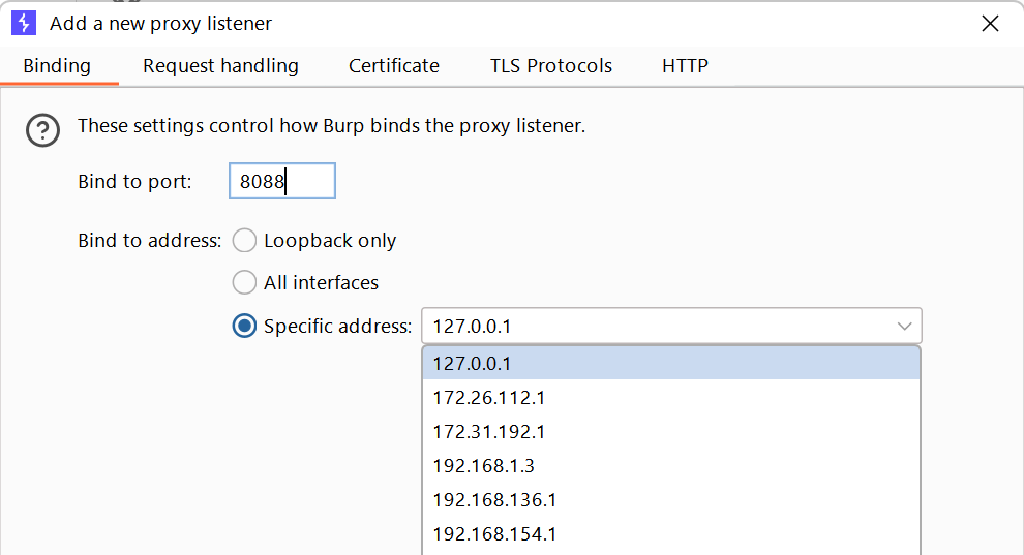 Add a new proxy listener
Binding Request handling Certificate TLS Protocols HTTP
These settings control how Burp binds the proxy listener.
Bind to port: 8088
Bind to address: Loopback only
All interfaces
Specific address: 127.0.0.1
127.0.0.1
172.26.112.1
172.31.192.1
192.168.1.3
192.168.136.1
192.168.154.1